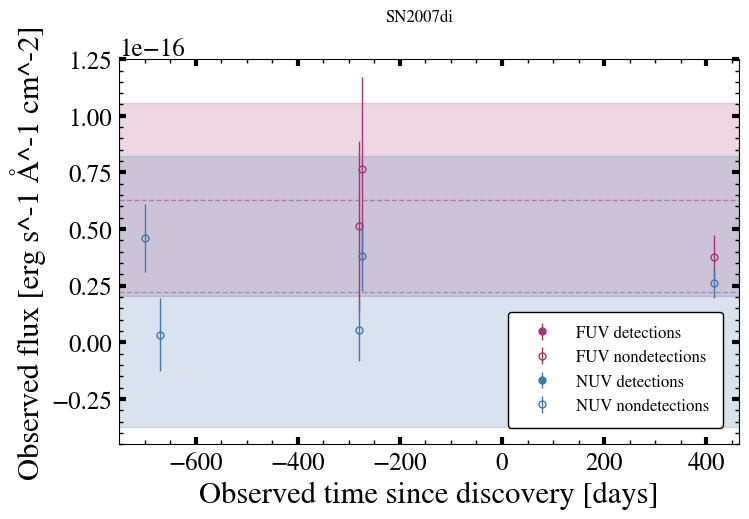 SN2007di
1e−16
1.25
1.00
0.75
0.50
0.25
0.00
−0.25
Observed flux [erg s^-1 Å^-1 cm^-2]
FUV detections
FUV nondetections
NUV detections
NUV nondetections
−600
−400
−200
0
200
400
Observed time since discovery [days]